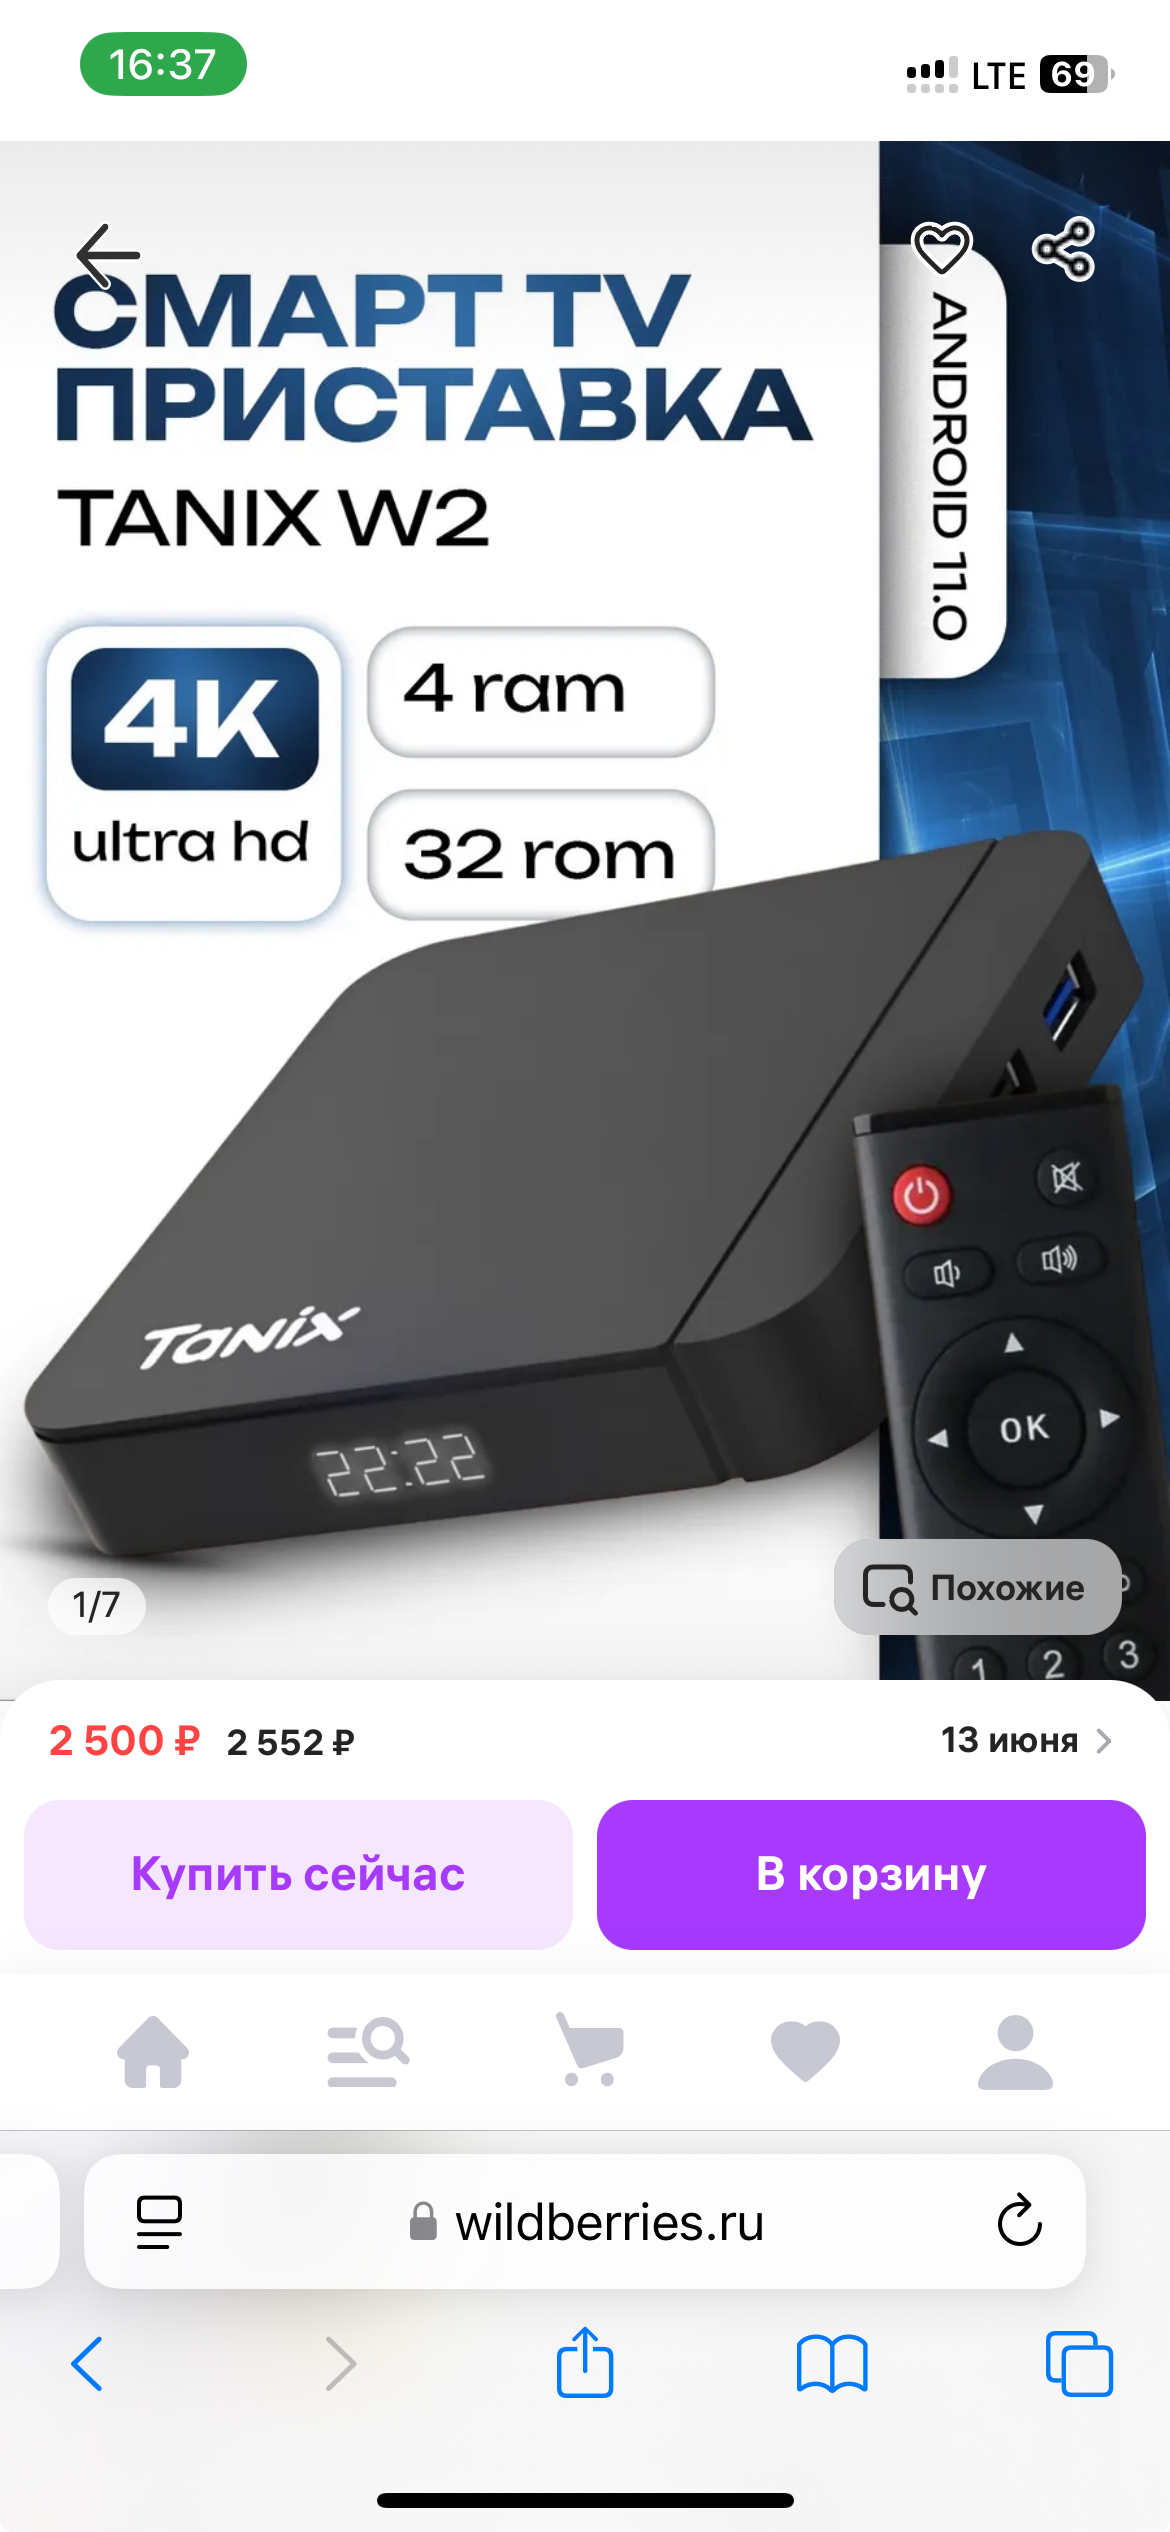 16:37
LTE 69
СМАРТ TV
ПРИСТАВКА
TANIX W2
ANDROID 11.0
4K
ultra hd
4 ram
32 rom
TaNiX
22:22
OK
1/7
Похожие
1 2 3
2 500 ₽ 2 552 ₽
13 июня
Купить сейчас
В корзину
wildberries.ru